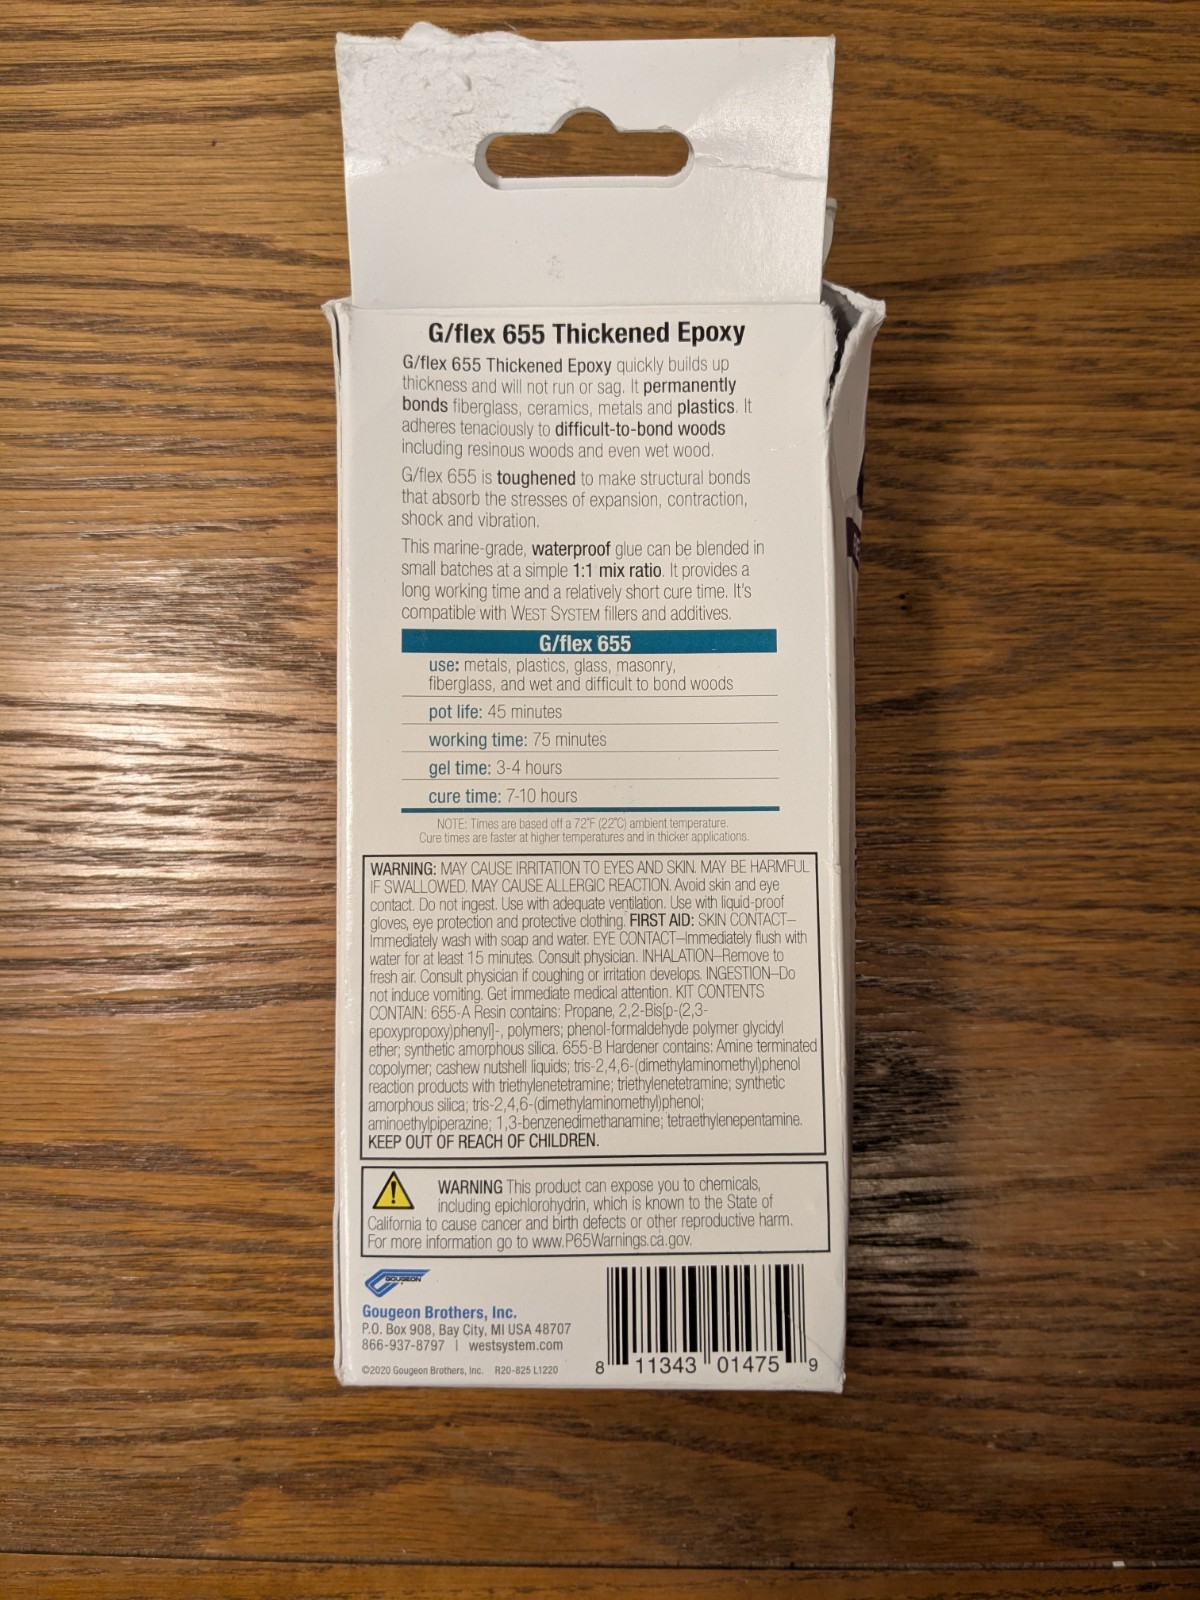 G/flex 655 Thickened Epoxy
G/flex 655 Thickened Epoxy quickly builds up
thickness and will not run or sag. It permanently
bonds fiberglass, ceramics, metals and plastics. It
adheres tenaciously to difficult-to-bond woods
including resinous woods and even wet wood.
G/flex 655 is toughened to make structural bonds
that absorb the stresses of expansion, contraction,
shock and vibration.
This marine-grade, waterproof glue can be blended in
small batches at a simple 1:1 mix ratio. It provides a
long working time and a relatively short cure time. It's
compatible with WEST SYSTEM fillers and additives.
G/flex 655
use: metals, plastics, glass, masonry,
fiberglass, and wet and difficult to bond woods
pot life: 45 minutes
working time: 75 minutes
gel time: 3-4 hours
cure time: 7-10 hours
NOTE: Times are based off a 72°F (22°C) ambient temperature.
Cure times are faster at higher temperatures and in thicker applications.
WARNING: MAY CAUSE IRRITATION TO EYES AND SKIN. MAY BE HARMFUL
IF SWALLOWED. MAY CAUSE ALLERGIC REACTION. Avoid skin and eye
contact. Do not ingest. Use with adequate ventilation. Use with liquid-proof
gloves, eye protection and protective clothing. FIRST AID: SKIN CONTACT—
Immediately wash with soap and water. EYE CONTACT—Immediately flush with
water for at least 15 minutes. Consult physician. INHALATION—Remove to
fresh air. Consult physician if coughing or irritation develops. INGESTION—Do
not induce vomiting. Get immediate medical attention. KIT CONTENTS
CONTAIN: 655-A Resin contains: Propane, 2,2-Bis[p-(2,3-
epoxypropoxy)phenyl]-, polymers; phenol-formaldehyde polymer glycidyl
ether; synthetic amorphous silica. 655-B Hardener contains: Amine terminated
copolymer; cashew nutshell liquids; tris-2,4,6-(dimethylaminomethyl)phenol
reaction products with triethylenetetramine; triethylenetetramine; synthetic
amorphous silica; tris-2,4,6-(dimethylaminomethyl)phenol;
aminoethylpiperazine; 1,3-benzenedimethanamine; tetraethylenepentamine.
KEEP OUT OF REACH OF CHILDREN.
WARNING This product can expose you to chemicals,
including epichlorohydrin, which is known to the State of
California to cause cancer and birth defects or other reproductive harm.
For more information go to www.P65Warnings.ca.gov.
GOUGEON
Gougeon Brothers, Inc.
P.O. Box 908, Bay City, MI USA 48707
866-937-8797 | westsystem.com
©2020 Gougeon Brothers, Inc. R20-825 L1220
8 11343 01475 9